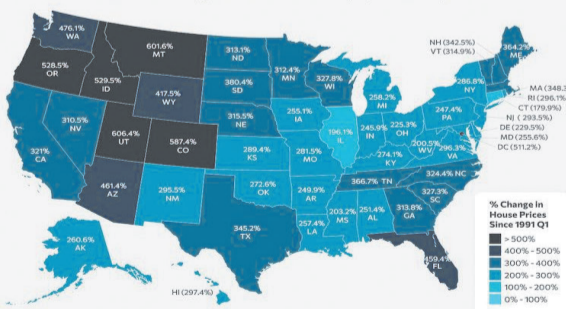 476.1%
WA
601.6%
MT
313.1%
ND
312.4%
MN
NH (342.5%)
VT (314.9%)
364.2%
ME
528.5%
OR
529.5%
ID
417.5%
WY
380.4%
SD
327.8%
WI
258.2%
MI
286.8%
NY
MA (348.3
RI (296.1%
CT (179.9%)
NJ ( 293.5%)
DE (229.5%)
MD (255.6%)
DC (511.2%)
310.5%
NV
606.4%
UT
587.4%
CO
315.5%
NE
255.1%
IA
196.1%
IL
245.9%
IN
225.3%
OH
247.4%
PA
321%
CA
289.4%
KS
281.5%
MO
274.1%
KY
200.5%
WV
296.3%
VA
461.4%
AZ
295.5%
NM
272.6%
OK
249.9%
AR
366.7% TN
324.4% NC
327.3%
SC
345.2%
TX
257.4%
LA
203.2%
MS
251.4%
AL
313.8%
GA
459.4%
FL
260.6%
AK
HI (297.4%)
% Change in
House Prices
Since 1991 Q1
> 500%
400% - 500%
300% - 400%
200% - 300%
100% - 200%
0% - 100%